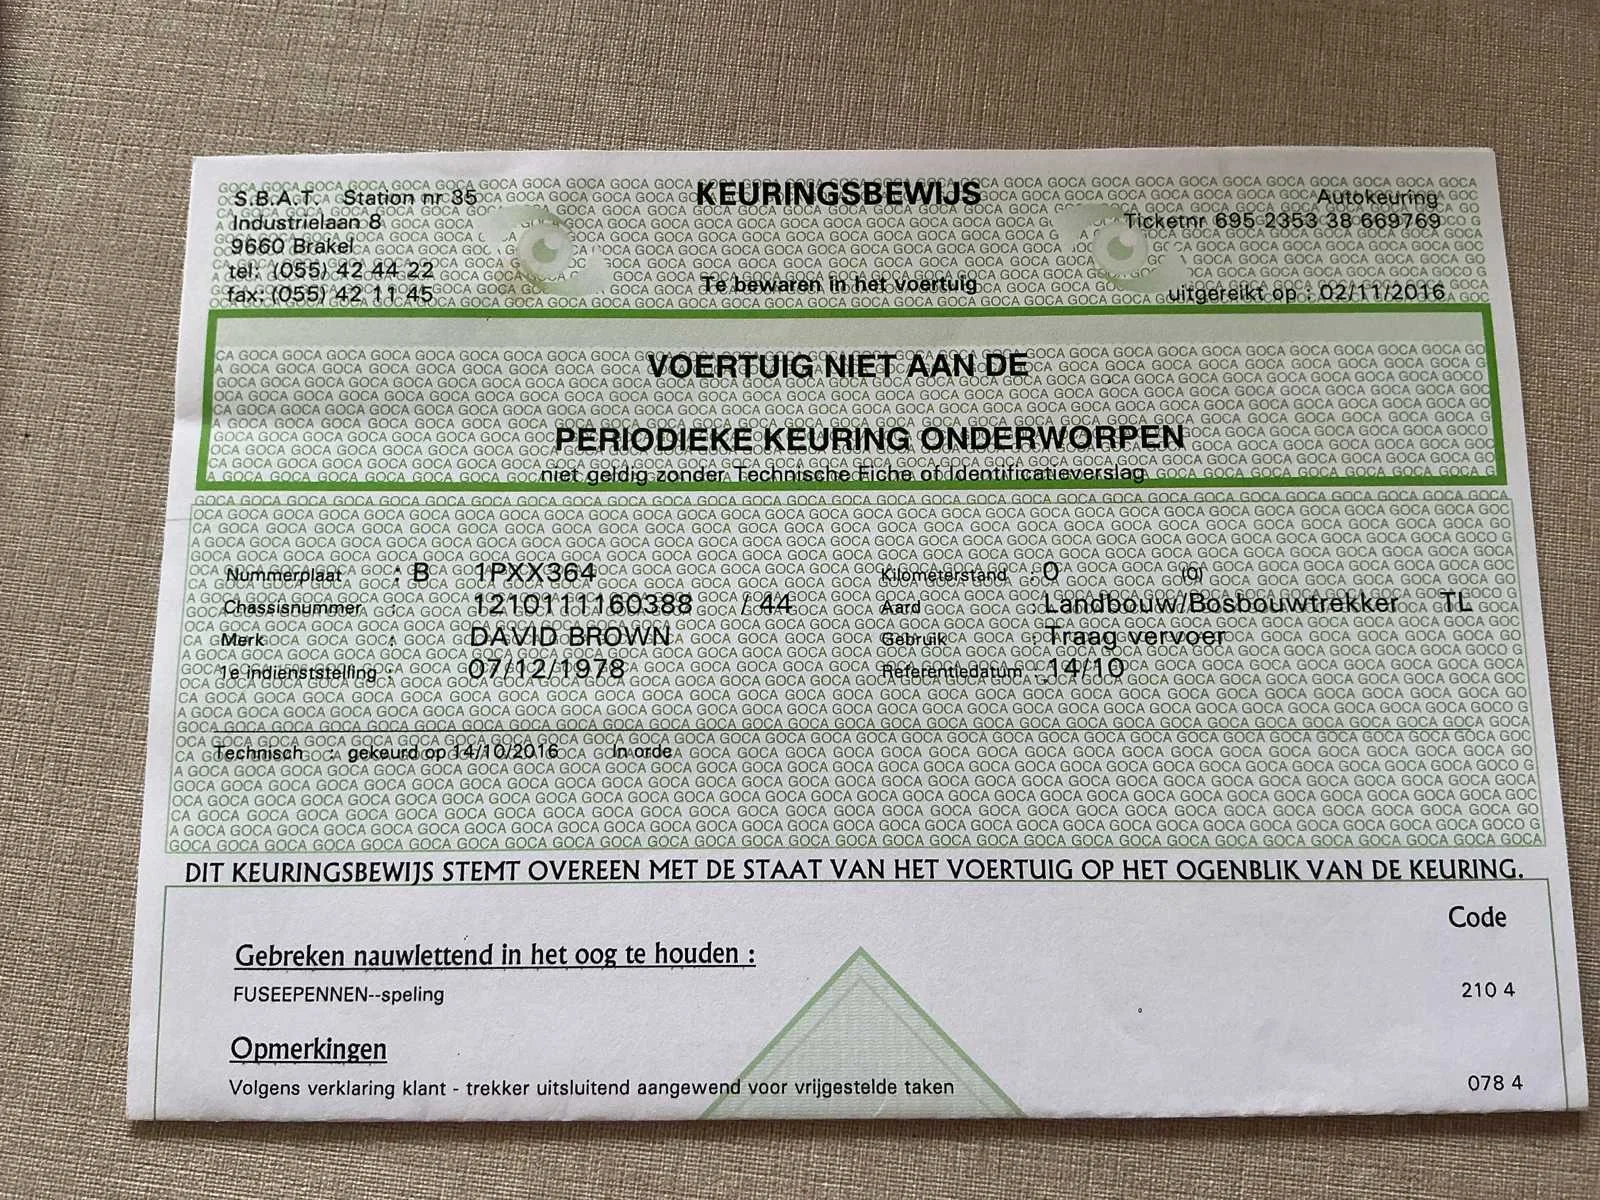 S.B.A.T. Station nr 35
Industrielaan 8
9660 Brakel
tel: (055) 42 44 22
fax: (055) 42 11 45
KEURINGSBEWIJS
Te bewaren in het voertuig
Autokeuring
Ticketnr 695 2353 38 669769
uitgereikt op : 02/11/2016
VOERTUIG NIET AAN DE
PERIODIEKE KEURING ONDERWORPEN
niet geldig zonder Technische Fiche of Identificatieverslag
Nummerplaat : B 1PXX364 Kilometerstand : 0 (0)
Chassisnummer : 1210111160388 / 44 Aard : Landbouw/Bosbouwtrekker TL
Merk : DAVID BROWN Gebruik : Traag vervoer
1e indienststelling : 07/12/1978 Referentiedatum : 14/10
Technisch : gekeurd op 14/10/2016 In orde
DIT KEURINGSBEWIJS STEMT OVEREEN MET DE STAAT VAN HET VOERTUIG OP HET OGENBLIK VAN DE KEURING.
Code
Gebreken nauwlettend in het oog te houden :
FUSEEPENNEN--speling 210 4
Opmerkingen
Volgens verklaring klant - trekker uitsluitend aangewend voor vrijgestelde taken 078 4